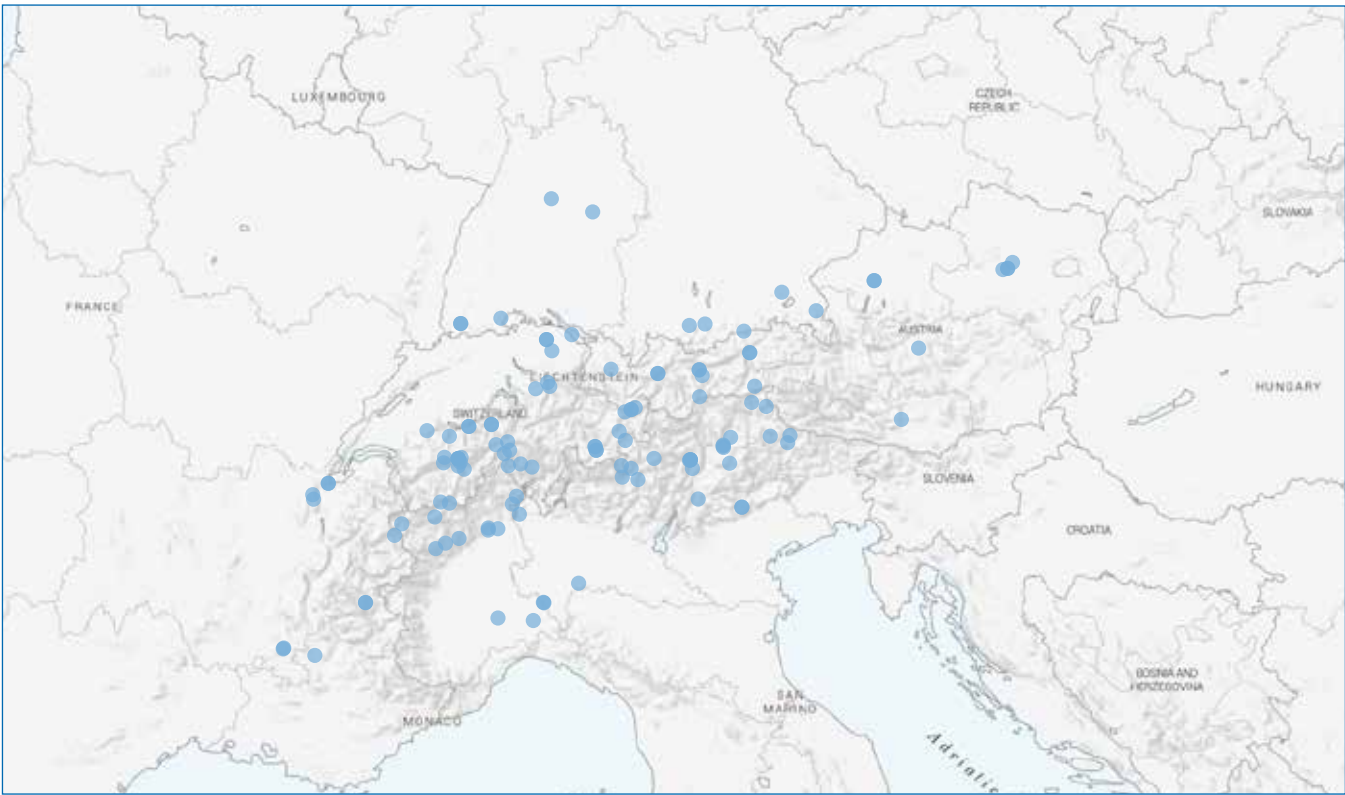 LUXEMBOURG
CZECH
REPUBLIC
SLOVAKIA
FRANCE
AUSTRIA
LIECHTENSTEIN
HUNGARY
SWITZERLAND
SLOVENIA
CROATIA
BOSNIA AND
HERZEGOVINA
SAN
MARINO
MONACO
Adriatic